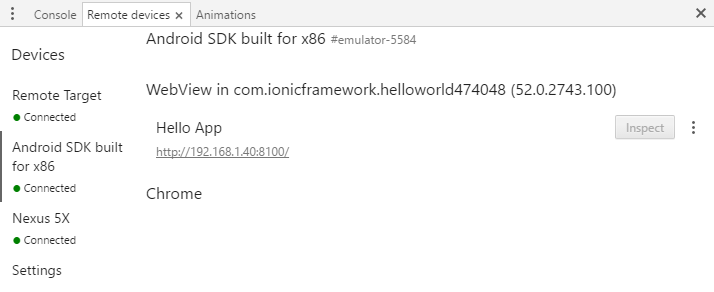 Console Remote devices × Animations ×
Devices
Remote Target
Connected
Android SDK built
for x86
Connected
Nexus 5X
Connected
Settings
Android SDK built for x86 #emulator-5584
WebView in com.ionicframework.helloworld474048 (52.0.2743.100)
Hello App
Inspect
http://192.168.1.40:8100/
Chrome